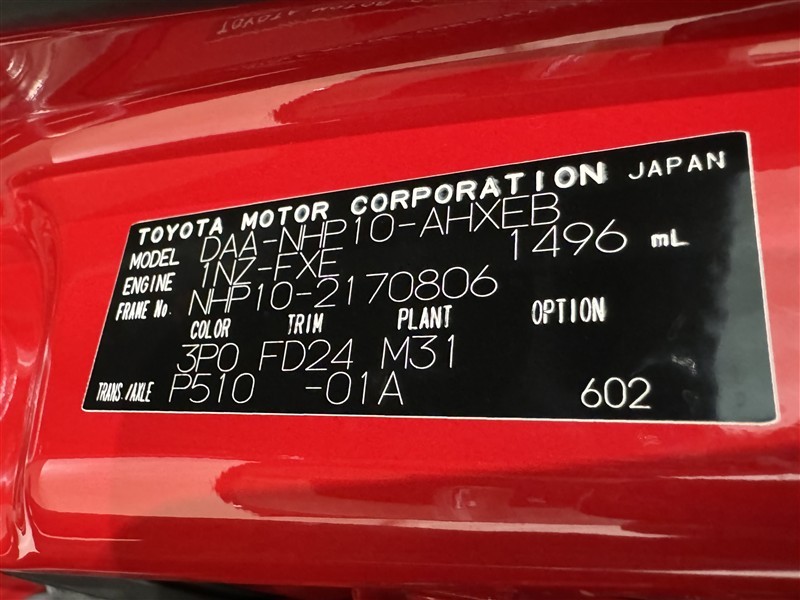 TOYOTA MOTOR CORPORATION JAPAN
MODEL DAA-NHP10-AHXEB
ENGINE 1NZ-FXE 1496 mL
FRAME No. NHP10-2170806
COLOR TRIM PLANT OPTION
3P0 FD24 M31
TRANS./AXLE P510 -01A 602